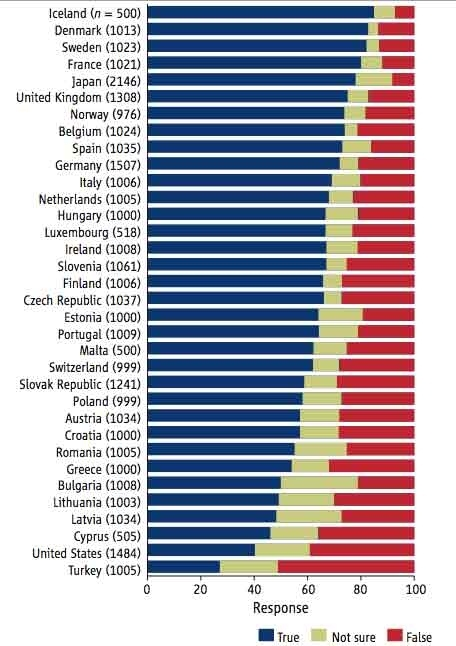 Iceland (n = 500)
Denmark (1013)
Sweden (1023)
France (1021)
Japan (2146)
United Kingdom (1308)
Norway (976)
Belgium (1024)
Spain (1035)
Germany (1507)
Italy (1006)
Netherlands (1005)
Hungary (1000)
Luxembourg (518)
Ireland (1008)
Slovenia (1061)
Finland (1006)
Czech Republic (1037)
Estonia (1000)
Portugal (1009)
Malta (500)
Switzerland (999)
Slovak Republic (1241)
Poland (999)
Austria (1034)
Croatia (1000)
Romania (1005)
Greece (1000)
Bulgaria (1008)
Lithuania (1003)
Latvia (1034)
Cyprus (505)
United States (1484)
Turkey (1005)
0 20 40 60 80 100
Response
True Not sure False